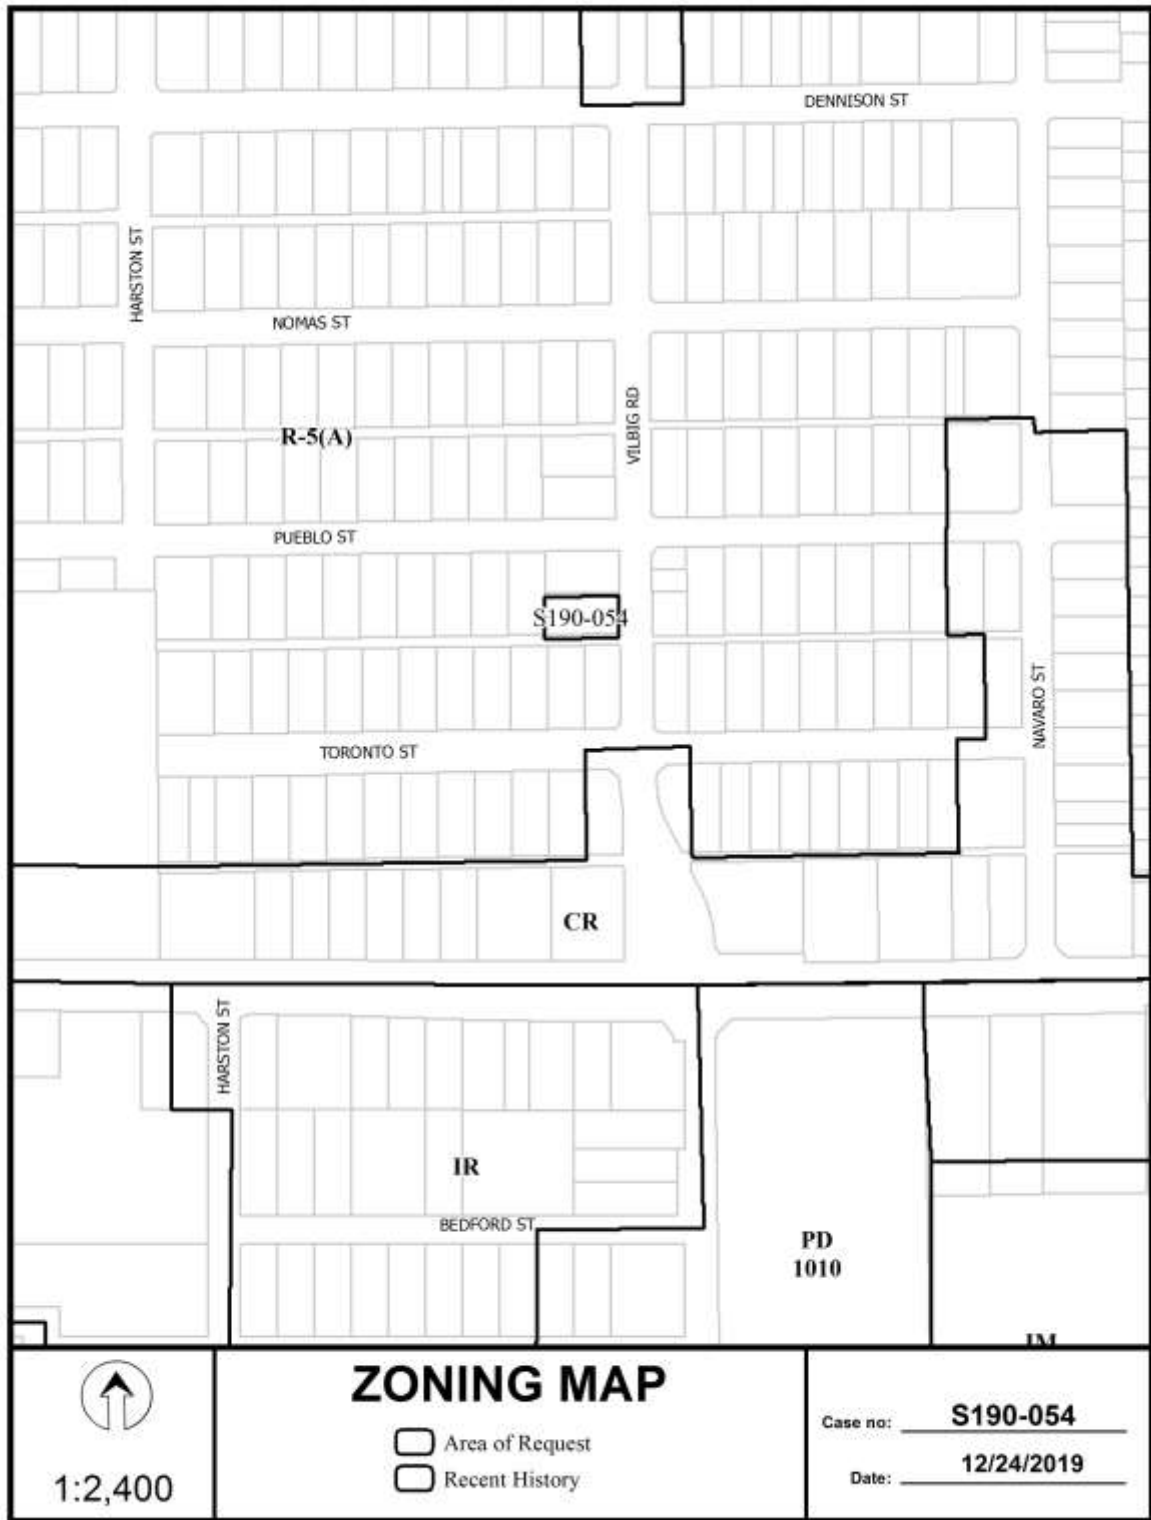 DENNISON ST
HARSTON ST
NOMAS ST
VILBIG RD
R-5(A)
PUEBLO ST
S190-054
NAVARO ST
TORONTO ST
CR
HARSTON ST
IR
BEDFORD ST
PD
1010
IM
ZONING MAP
Area of Request
Recent History
1:2,400
Case no: S190-054
Date: 12/24/2019